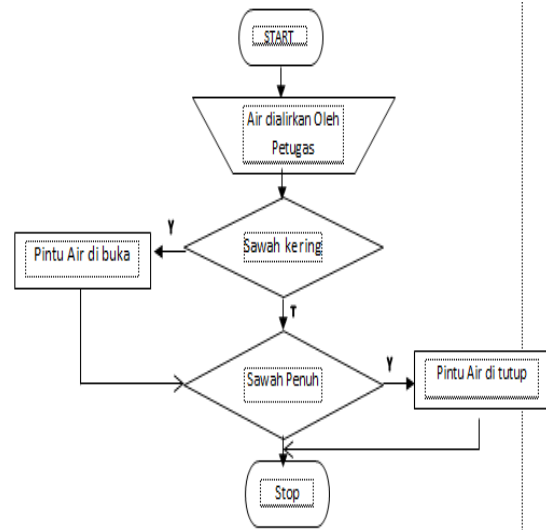 START
Air dialirkan Oleh
Petugas
Sawah kering
Y
Pintu Air di buka
T
Sawah Penuh
Y
Pintu Air di tutup
Stop